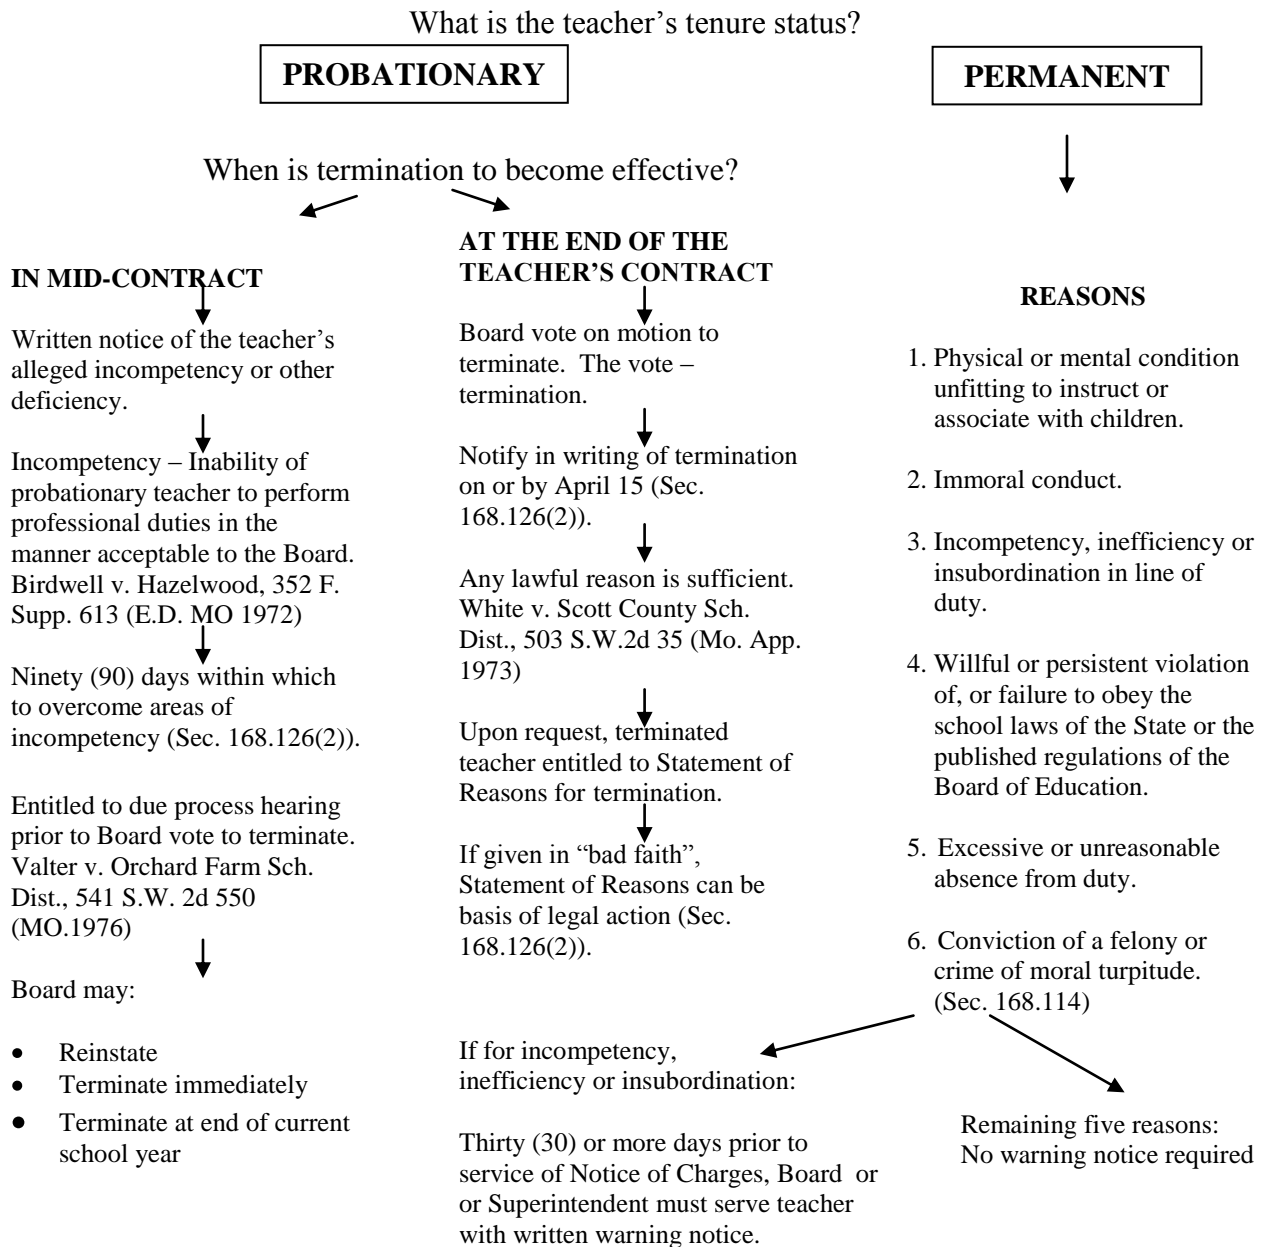 What is the teacher’s tenure status?
PROBATIONARY
PERMANENT
When is termination to become effective?
IN MID-CONTRACT
Written notice of the teacher’s
alleged incompetency or other
deficiency.
Incompetency – Inability of
probationary teacher to perform
professional duties in the
manner acceptable to the Board.
Birdwell v. Hazelwood, 352 F.
Supp. 613 (E.D. MO 1972)
Ninety (90) days within which
to overcome areas of
incompetency (Sec. 168.126(2)).
Entitled to due process hearing
prior to Board vote to terminate.
Valter v. Orchard Farm Sch.
Dist., 541 S.W. 2d 550
(MO.1976)
Board may:
• Reinstate
• Terminate immediately
• Terminate at end of current
school year
AT THE END OF THE
TEACHER’S CONTRACT
Board vote on motion to
terminate. The vote –
termination.
Notify in writing of termination
on or by April 15 (Sec.
168.126(2)).
Any lawful reason is sufficient.
White v. Scott County Sch.
Dist., 503 S.W.2d 35 (Mo. App.
1973)
Upon request, terminated
teacher entitled to Statement of
Reasons for termination.
If given in “bad faith”,
Statement of Reasons can be
basis of legal action (Sec.
168.126(2)).
REASONS
1. Physical or mental condition
unfitting to instruct or
associate with children.
2. Immoral conduct.
3. Incompetency, inefficiency or
insubordination in line of
duty.
4. Willful or persistent violation
of, or failure to obey the
school laws of the State or the
published regulations of the
Board of Education.
5. Excessive or unreasonable
absence from duty.
6. Conviction of a felony or
crime of moral turpitude.
(Sec. 168.114)
If for incompetency,
inefficiency or insubordination:
Thirty (30) or more days prior to
service of Notice of Charges, Board or
or Superintendent must serve teacher
with written warning notice.
Remaining five reasons:
No warning notice required